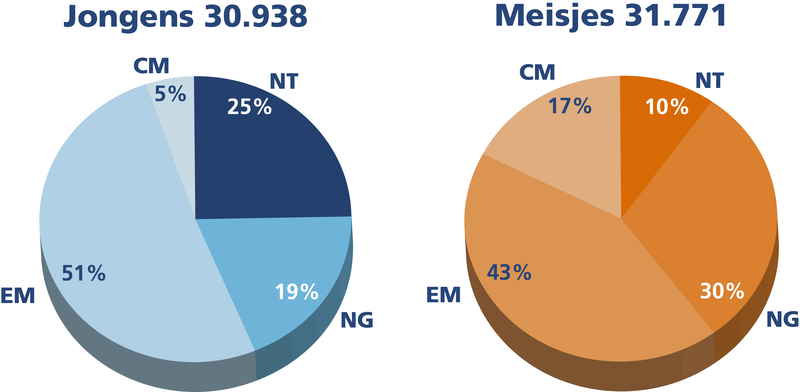 Jongens 30.938
CM
NT
5%
25%
51%
19%
EM
NG
Meisjes 31.771
CM
NT
17%
10%
43%
30%
EM
NG